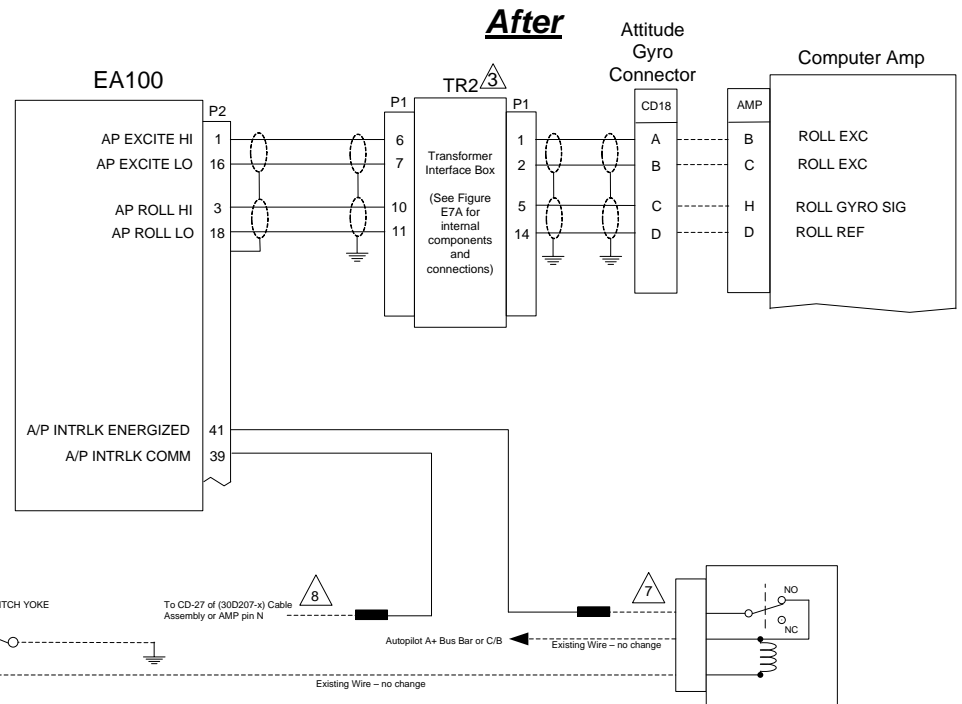 After
Attitude
Gyro
Connector
Computer Amp
EA100
TR2 3
P2
P1
P1
CD18
AMP
AP EXCITE HI 1
6
1
A
B
ROLL EXC
AP EXCITE LO 16
7
2
B
C
ROLL EXC
AP ROLL HI 3
10
5
C
H
ROLL GYRO SIG
AP ROLL LO 18
11
14
D
D
ROLL REF
Transformer
Interface Box
(See Figure
E7A for
internal
components
and
connections)
A/P INTRLK ENERGIZED 41
A/P INTRLK COMM 39
8
7
NO
NC
ITCH YOKE
To CD-27 of (30D207-x) Cable
Assembly or AMP pin N
Autopilot A+ Bus Bar or C/B
Existing Wire – no change
Existing Wire – no change